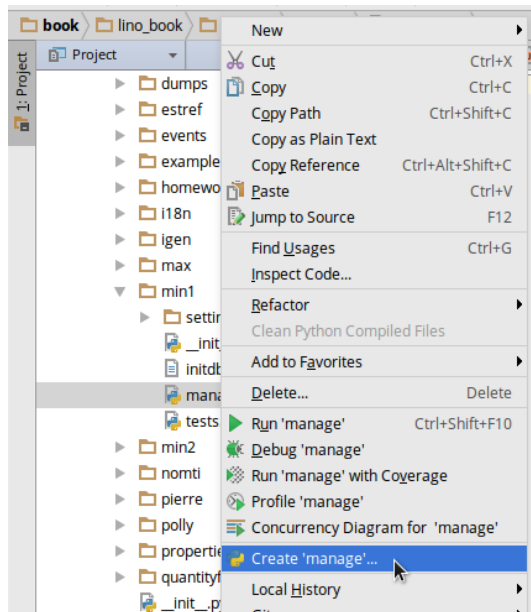 book
lino_book
Project
1: Project
dumps
estref
events
example
homewo
i18n
igen
max
min1
settin
__init_
initdb
mana
tests
min2
nomti
pierre
polly
propertie
quantityf
__init__.py
New
Cut Ctrl+X
Copy Ctrl+C
Copy Path Ctrl+Shift+C
Copy as Plain Text
Copy Reference Ctrl+Alt+Shift+C
Paste Ctrl+V
Jump to Source F12
Find Usages Ctrl+G
Inspect Code...
Refactor
Clean Python Compiled Files
Add to Favorites
Delete... Delete
Run 'manage' Ctrl+Shift+F10
Debug 'manage'
Run 'manage' with Coverage
Profile 'manage'
Concurrency Diagram for 'manage'
Create 'manage'...
Local History